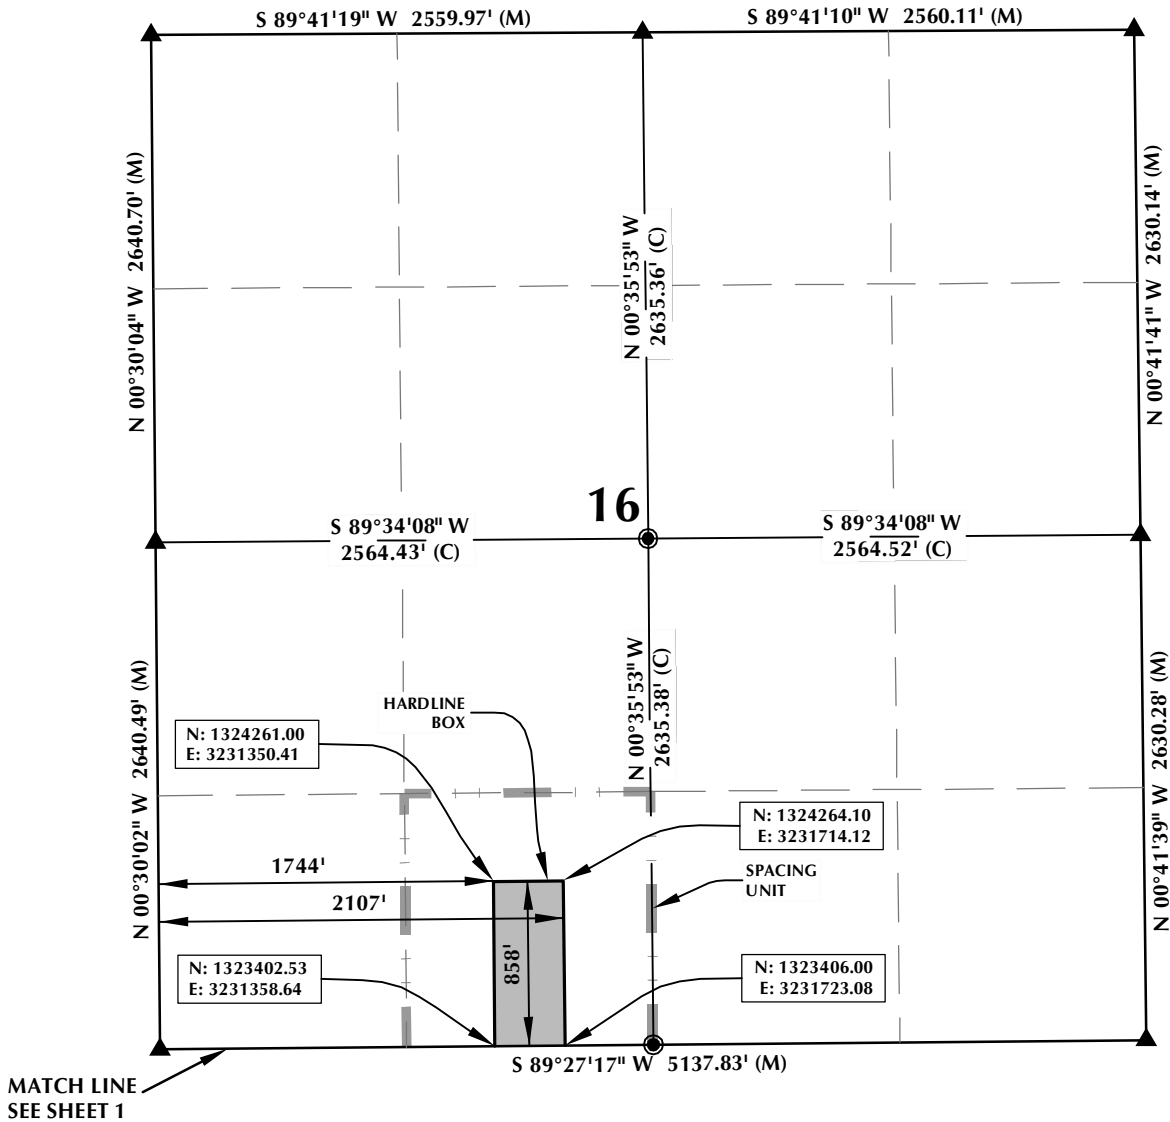 S 89°41'19" W 2559.97' (M)
S 89°41'10" W 2560.11' (M)
N 00°30'04" W 2640.70' (M)
N 00°35'53" W
2635.36' (C)
N 00°41'41" W 2630.14' (M)
16
S 89°34'08" W
2564.43' (C)
S 89°34'08" W
2564.52' (C)
N 00°30'02" W 2640.49' (M)
N 00°35'53" W
2635.38' (C)
N 00°41'39" W 2630.28' (M)
HARDLINE
BOX
N: 1324261.00
E: 3231350.41
N: 1324264.10
E: 3231714.12
1744'
SPACING
UNIT
2107'
858'
N: 1323402.53
E: 3231358.64
N: 1323406.00
E: 3231723.08
S 89°27'17" W 5137.83' (M)
MATCH LINE
SEE SHEET 1